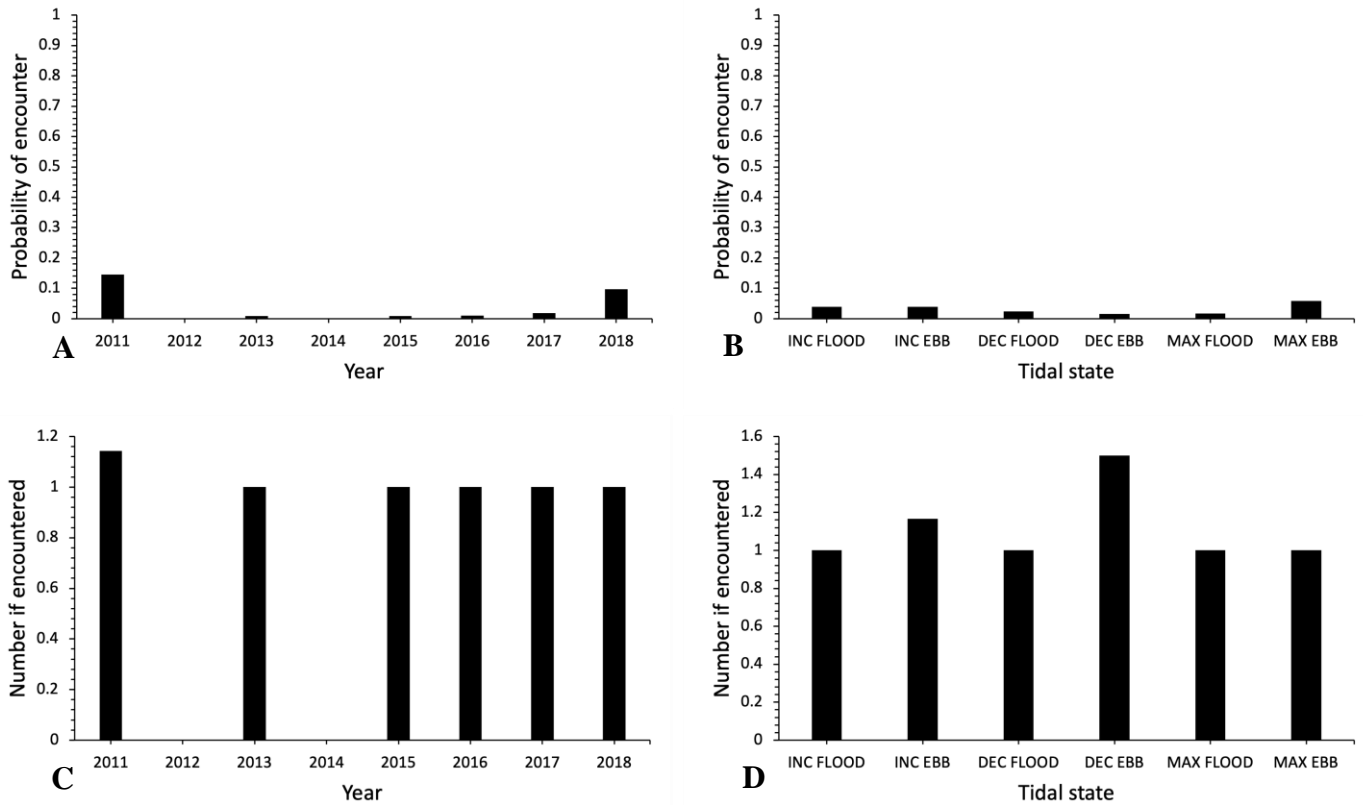 1
0.9
0.8
0.7
0.6
0.5
0.4
0.3
0.2
0.1
0
Probability of encounter
2011 2012 2013 2014 2015 2016 2017 2018
A
Year
1
0.9
0.8
0.7
0.6
0.5
0.4
0.3
0.2
0.1
0
Probability of encounter
INC FLOOD INC EBB DEC FLOOD DEC EBB MAX FLOOD MAX EBB
B
Tidal state
1.2
1
0.8
0.6
0.4
0.2
0
Number if encountered
2011 2012 2013 2014 2015 2016 2017 2018
C
Year
1.6
1.4
1.2
1
0.8
0.6
0.4
0.2
0
Number if encountered
INC FLOOD INC EBB DEC FLOOD DEC EBB MAX FLOOD MAX EBB
D
Tidal state